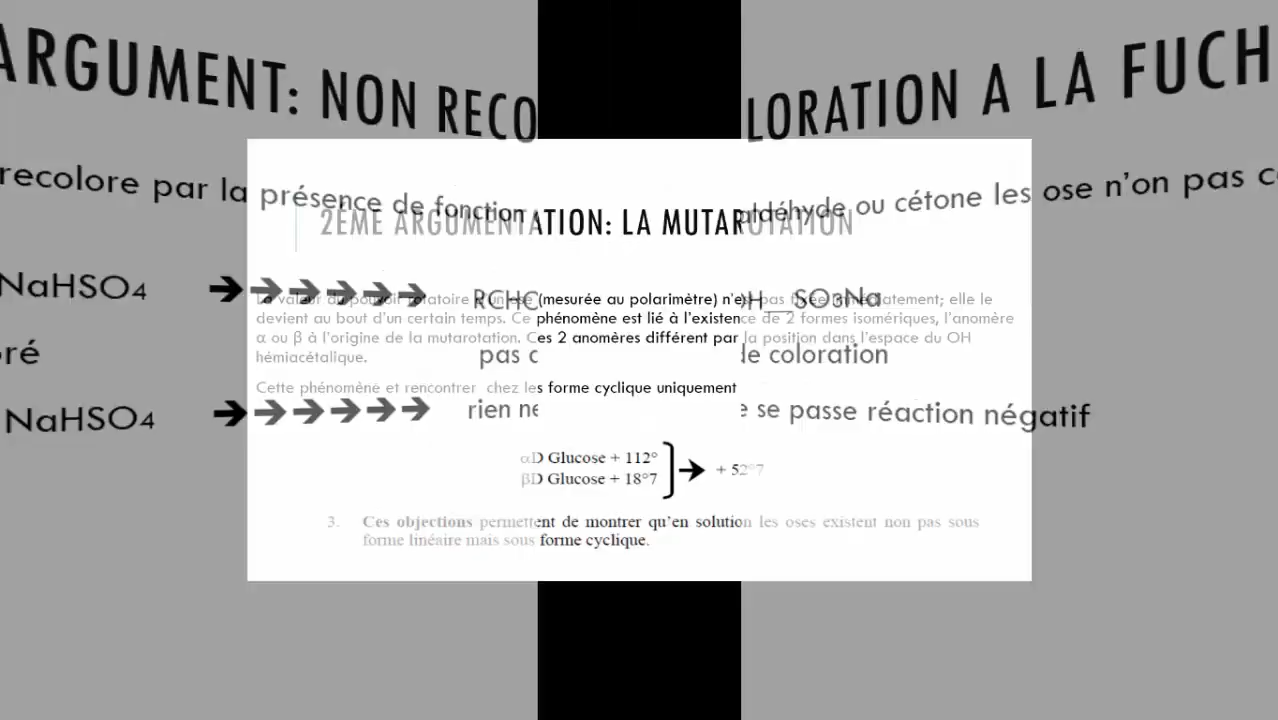 ARGUMENT: NON RECOLORATION A LA FUCH
recolore par la présence de fonction aldéhyde ou cétone les ose n'on pas c
2ÈME ARGUMENTATION: LA MUTAROTATION
NaHSO4 ➔➔➔➔➔➔ RCHC OH__SO3Na
La valeur du pouvoir rotatoire d'un ose (mesurée au polarimètre) n'est pas fixée immédiatement; elle le
devient au bout d'un certain temps. Ce phénomène est lié à l'existence de 2 formes isomériques, l'anomère
α ou β à l'origine de la mutarotation. Ces 2 anomères différent par la position dans l'espace du OH
hémiacétalique.
ré pas de coloration
Cette phénomène et rencontrer chez les forme cyclique uniquement
NaHSO4 ➔➔➔➔➔➔ rien ne se passe réaction négatif
αD Glucose + 112°
βD Glucose + 18°7
➔ + 52°7
3. Ces objections permettent de montrer qu'en solution les oses existent non pas sous
forme linéaire mais sous forme cyclique.